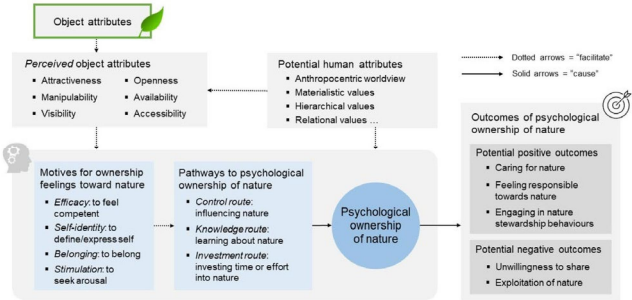 Object attributes
Perceived object attributes
• Attractiveness
• Manipulability
• Visibility
• Openness
• Availability
• Accessibility
Potential human attributes
• Anthropocentric worldview
• Materialistic values
• Hierarchical values
• Relational values ...
Dotted arrows = "facilitate"
Solid arrows = "cause"
Motives for ownership
feelings toward nature
• Efficacy: to feel
competent
• Self-identity: to
define/express self
• Belonging: to belong
• Stimulation: to
seek arousal
Pathways to psychological
ownership of nature
• Control route:
influencing nature
• Knowledge route:
learning about nature
• Investment route:
investing time or effort
into nature
Psychological
ownership
of nature
Outcomes of psychological
ownership of nature
Potential positive outcomes
• Caring for nature
• Feeling responsible
towards nature
• Engaging in nature
stewardship behaviours
Potential negative outcomes
• Unwillingness to share
• Exploitation of nature